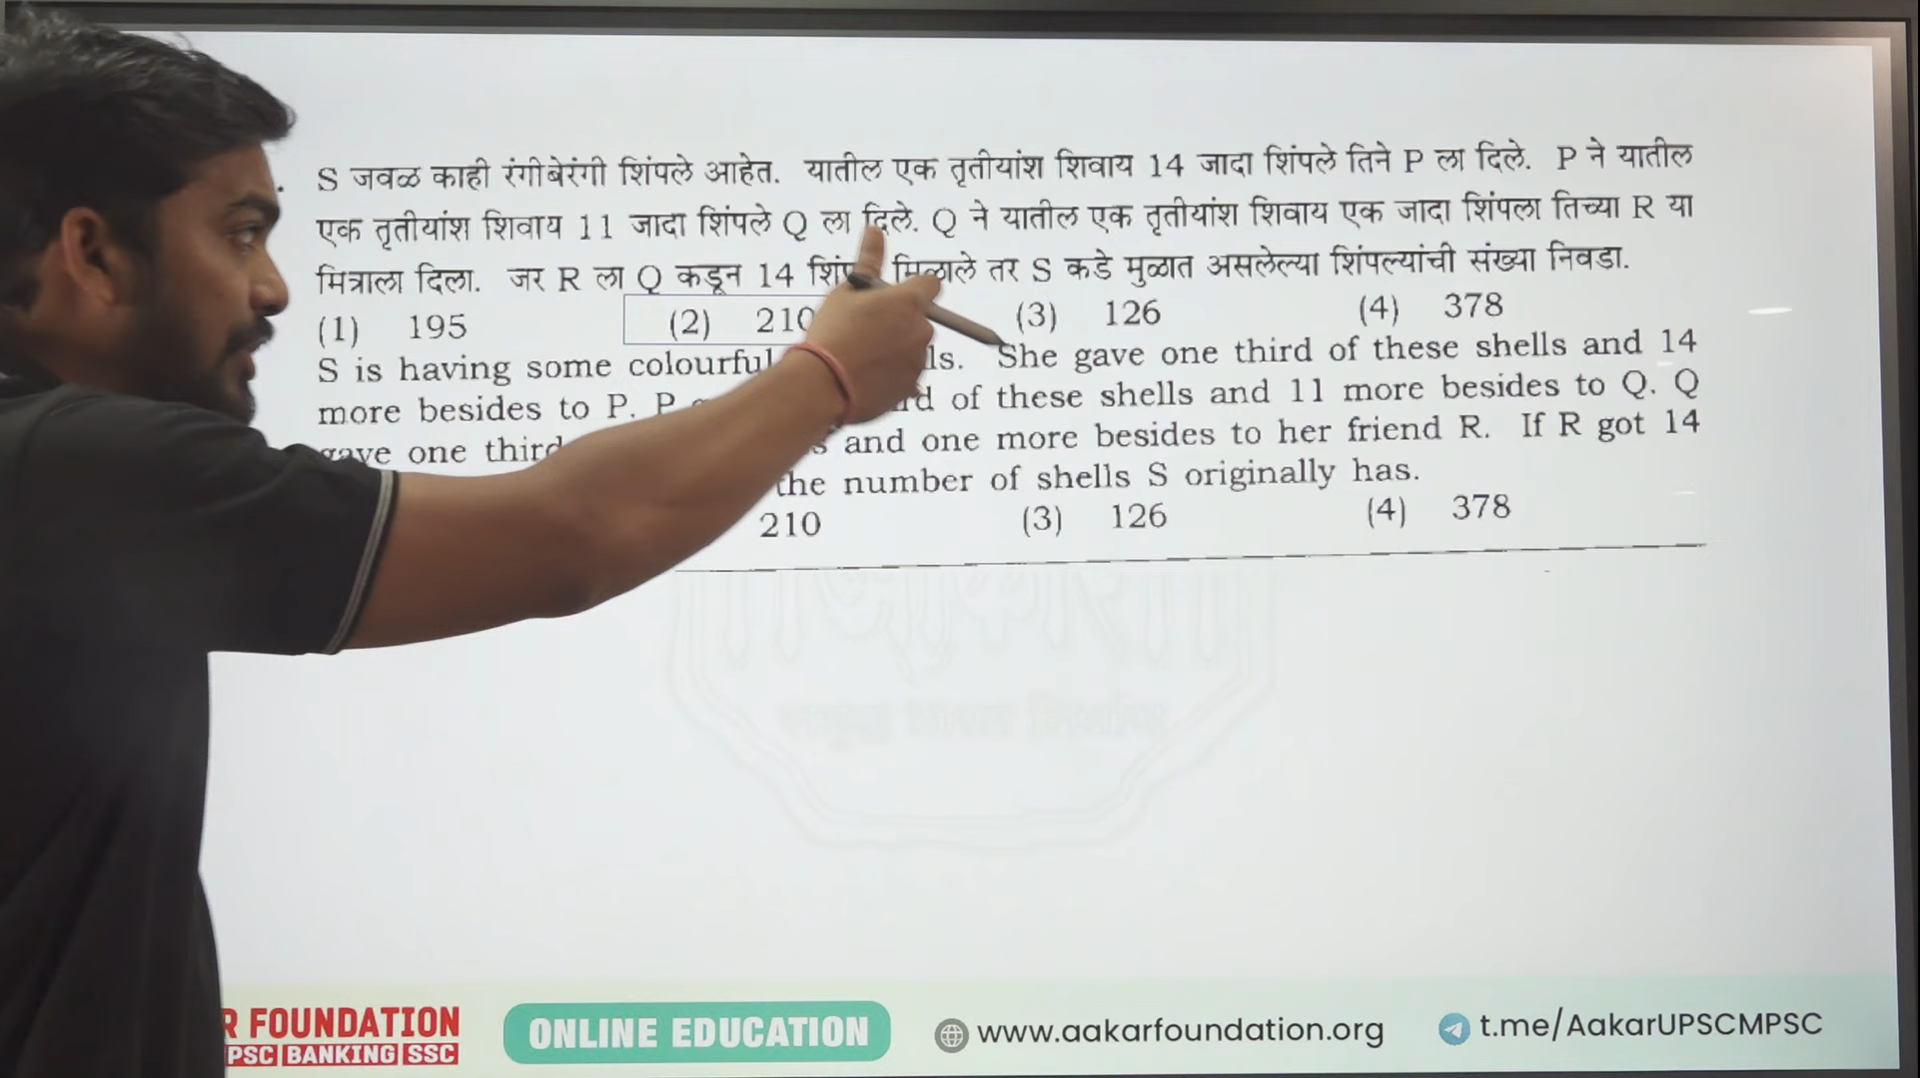 . S जवळ काही रंगीबेरंगी शिंपले आहेत. यातील एक तृतीयांश शिवाय 14 जादा शिंपले तिने P ला दिले. P ने यातील
एक तृतीयांश शिवाय 11 जादा शिंपले Q ला दिले. Q ने यातील एक तृतीयांश शिवाय एक जादा शिंपला तिच्या R या
मित्राला दिला. जर R ला Q कडून 14 मिळाले तर S कडे मुळात असलेल्या शिंपल्यांची संख्या निवडा.
(1) 195 (2) 210 (3) 126 (4) 378
S is having some colourful She gave one third of these shells and 14
more besides to P. P of these shells and 11 more besides to Q. Q
gave one third and one more besides to her friend R. If R got 14
the number of shells S originally has.
210 (3) 126 (4) 378
R FOUNDATION
PSC BANKING SSC
ONLINE EDUCATION
www.aakarfoundation.org
t.me/AakarUPSCMPSC